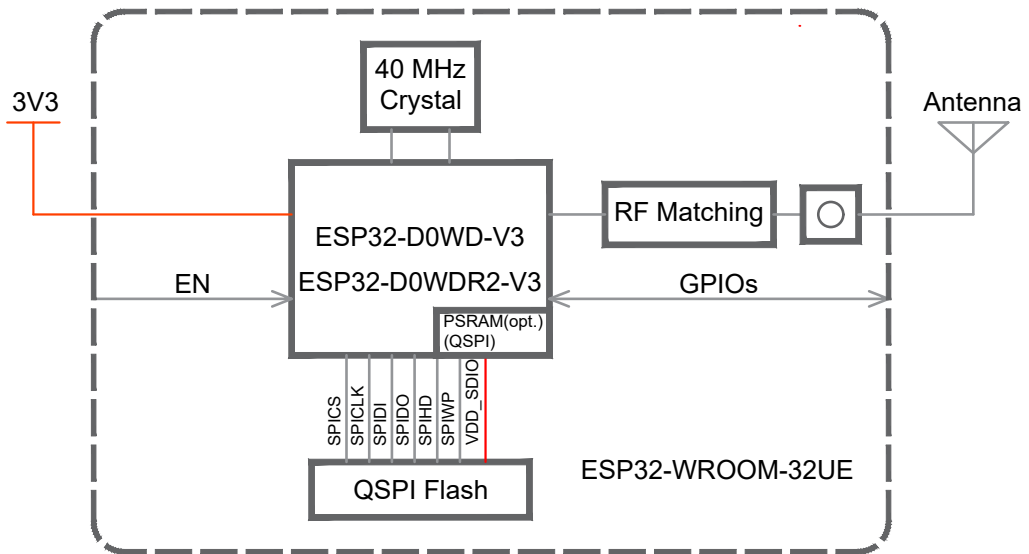 40 MHz
Crystal
3V3
Antenna
RF Matching
ESP32-D0WD-V3
ESP32-D0WDR2-V3
EN
GPIOs
PSRAM(opt.)
(QSPI)
SPICS
SPICLK
SPIDI
SPIDO
SPIHD
SPIWP
VDD_SDIO
ESP32-WROOM-32UE
QSPI Flash